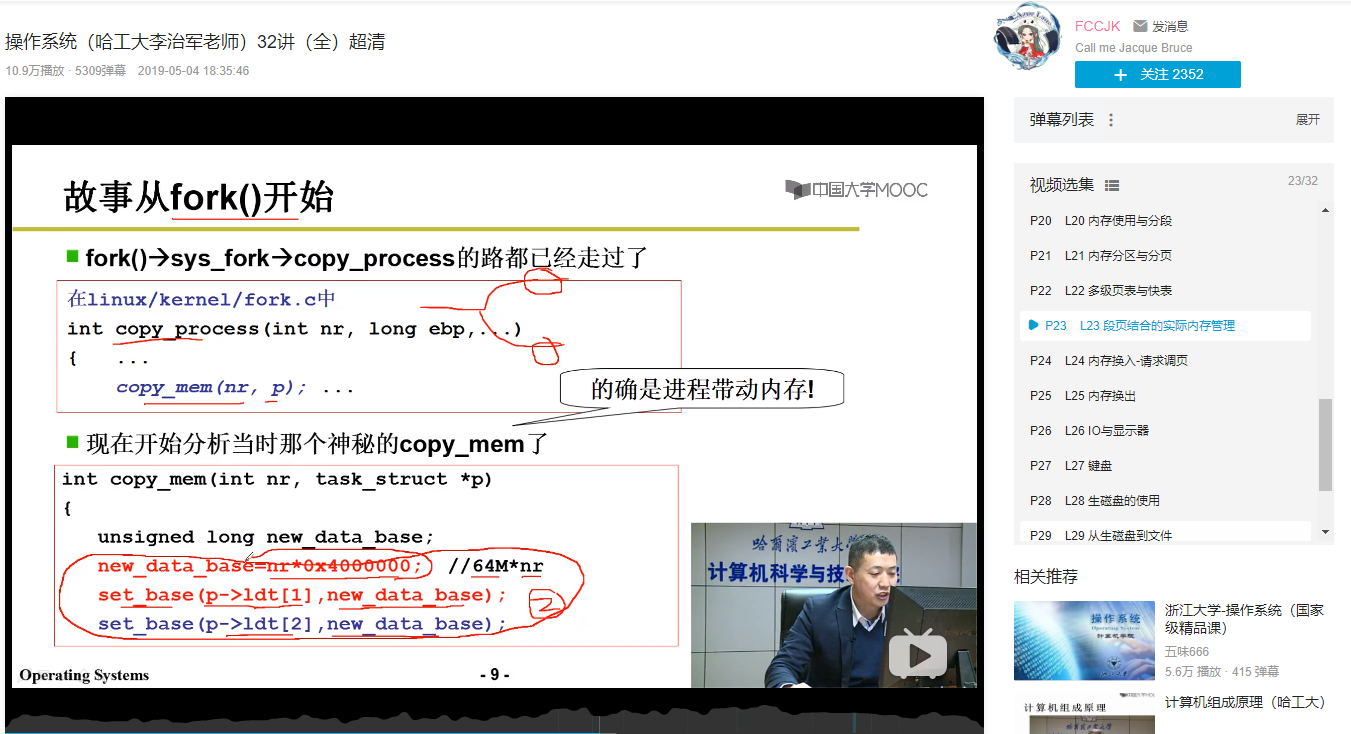 操作系统（哈工大李治军老师）32讲（全）超清
10.9万播放 · 5309弹幕 2019-05-04 18:35:46
FCCJK 发消息
Call me Jacque Bruce
+ 关注 2352
故事从fork()开始
中国大学MOOC
fork()→sys_fork→copy_process的路都已经走过了
在linux/kernel/fork.c中
int copy_process(int nr, long ebp,...)
{ ...
copy_mem(nr, p); ...
的确是进程带动内存!
现在开始分析当时那个神秘的copy_mem了
int copy_mem(int nr, task_struct *p)
{
unsigned long new_data_base;
new_data_base=nr*0x4000000; //64M*nr
set_base(p->ldt[1],new_data_base);
set_base(p->ldt[2],new_data_base);
2
Operating Systems
- 9 -
哈尔滨工业大学
计算机科学与技
弹幕列表
展开
视频选集
23/32
P20 L20 内存使用与分段
P21 L21 内存分区与分页
P22 L22 多级页表与快表
P23 L23 段页结合的实际内存管理
P24 L24 内存换入-请求调页
P25 L25 内存换出
P26 L26 IO与显示器
P27 L27 键盘
P28 L28 生磁盘的使用
P29 L29 从生磁盘到文件
相关推荐
操作系统
Operating System
计算机学院
浙江大学-操作系统（国家
级精品课）
五味666
5.6万 播放 · 415 弹幕
计算机组成原理
计算机组成原理（哈工大）